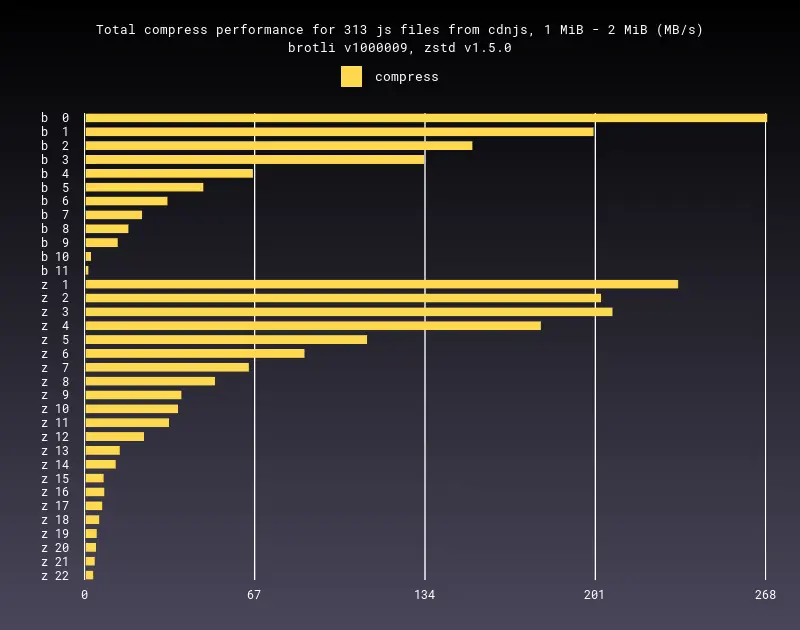 Total compress performance for 313 js files from cdnjs, 1 MiB - 2 MiB (MB/s)
brotli v1000009, zstd v1.5.0
compress
b 0
b 1
b 2
b 3
b 4
b 5
b 6
b 7
b 8
b 9
b 10
b 11
z 1
z 2
z 3
z 4
z 5
z 6
z 7
z 8
z 9
z 10
z 11
z 12
z 13
z 14
z 15
z 16
z 17
z 18
z 19
z 20
z 21
z 22
0 67 134 201 268